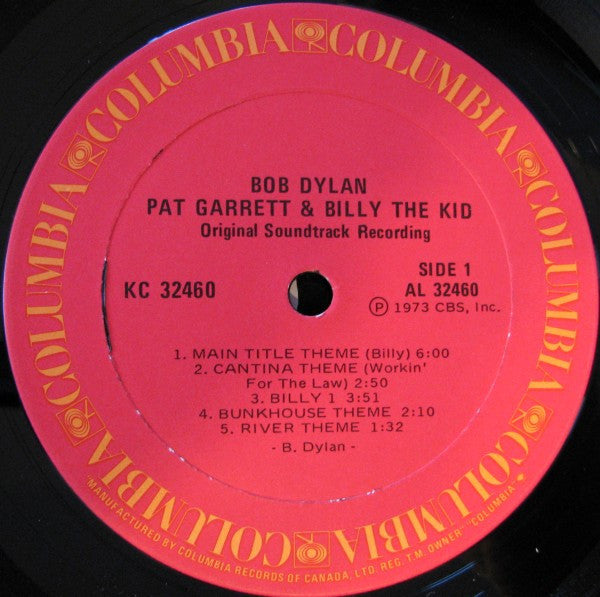 BOB DYLAN
PAT GARRETT & BILLY THE KID
Original Soundtrack Recording
KC 32460
SIDE 1
AL 32460
Ⓟ 1973 CBS, Inc.
1. MAIN TITLE THEME (Billy) 6:00
2. CANTINA THEME (Workin'
For The Law) 2:50
3. BILLY 1 3:51
4. BUNKHOUSE THEME 2:10
5. RIVER THEME 1:32
- B. Dylan -
COLUMBIA COLUMBIA COLUMBIA COLUMBIA COLUMBIA COLUMBIA COLUMBIA COLUMBIA
"MANUFACTURED BY COLUMBIA RECORDS OF CANADA, LTD. REG. T.M. OWNER" "COLUMBIA"